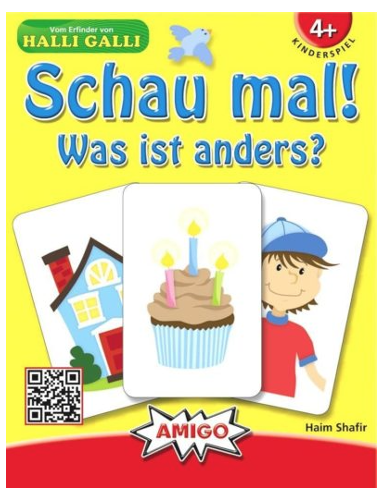 Vom Erfinder von
HALLI GALLI
4+
KINDERSPIEL
Schau mal!
Was ist anders?
AMIGO
Haim Shafir